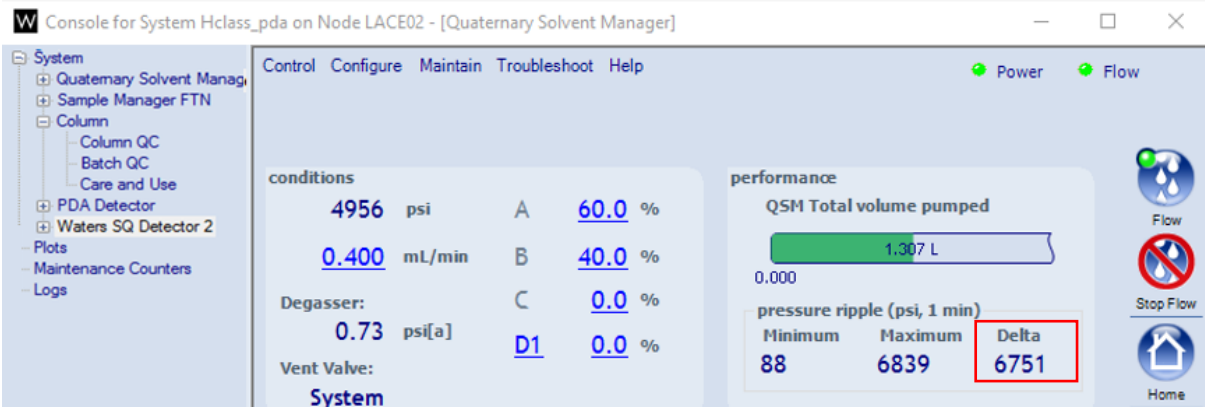 W Console for System Hclass_pda on Node LACE02 - [Quaternary Solvent Manager]
System
Quaternary Solvent Manag
Sample Manager FTN
Column
Column QC
Batch QC
Care and Use
PDA Detector
Waters SQ Detector 2
Plots
Maintenance Counters
Logs
Control Configure Maintain Troubleshoot Help
Power Flow
conditions
4956 psi A 60.0 %
0.400 mL/min B 40.0 %
Degasser: C 0.0 %
0.73 psi[a] D1 0.0 %
Vent Valve:
System
performance
QSM Total volume pumped
1.307 L
0.000
pressure ripple (psi, 1 min)
Minimum Maximum Delta
88 6839 6751
Flow
Stop Flow
Home